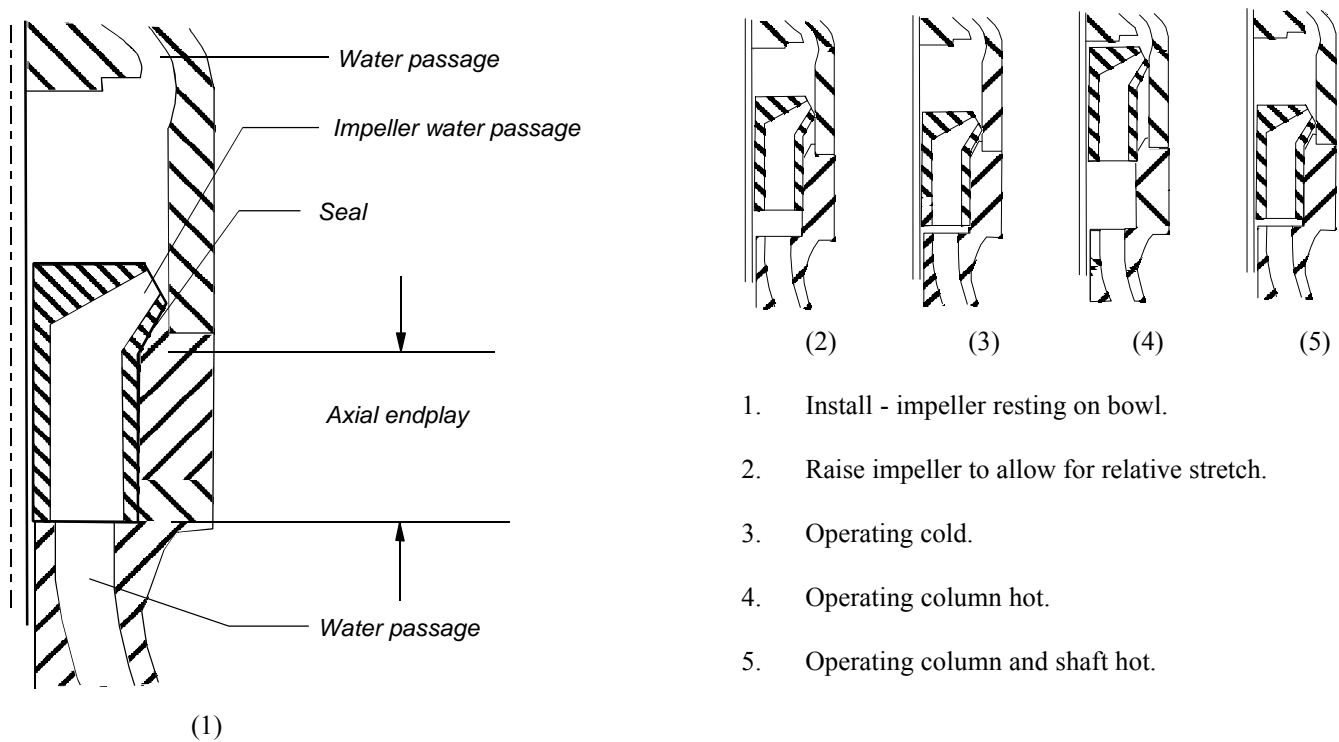 Water passage
Impeller water passage
Seal
Axial endplay
Water passage
(1)
(2) (3) (4) (5)
1. Install - impeller resting on bowl.
2. Raise impeller to allow for relative stretch.
3. Operating cold.
4. Operating column hot.
5. Operating column and shaft hot.